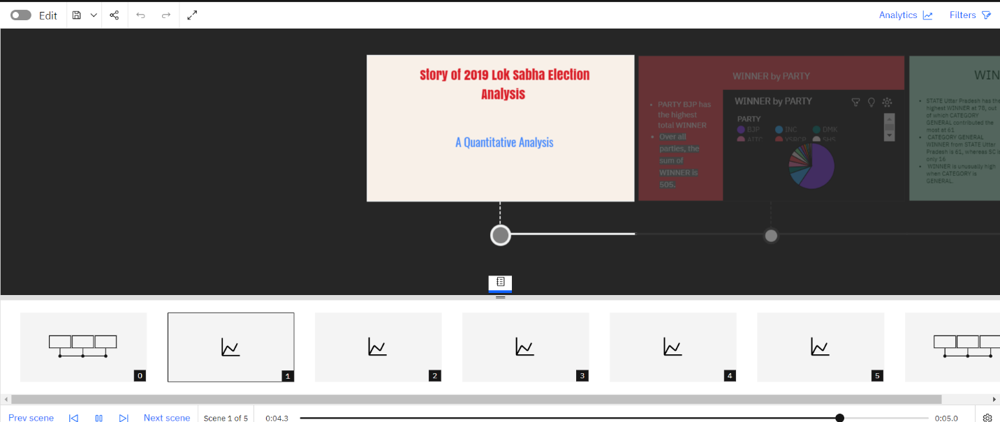 Edit
Analytics
Filters
Story of 2019 Lok Sabha Election
Analysis
A Quantitative Analysis
WINNER by PARTY
PARTY BJP has
the highest
total WINNER
Over all
parties, the
sum of
WINNER is
505.
WINNER by PARTY
PARTY
BJP INC DMK
AITC YSRCP SHS
WIN
STATE Uttar Pradesh has the
highest WINNER at 78, out
of which CATEGORY
GENERAL contributed the
most at 61
CATEGORY GENERAL
WINNER from STATE Uttar
Pradesh is 61, whereas SC is
only 16
WINNER is unusually high
when CATEGORY is
GENERAL.
0
1
2
3
4
5
Prev scene
Next scene
Scene 1 of 5
0:04.3
0:05.0